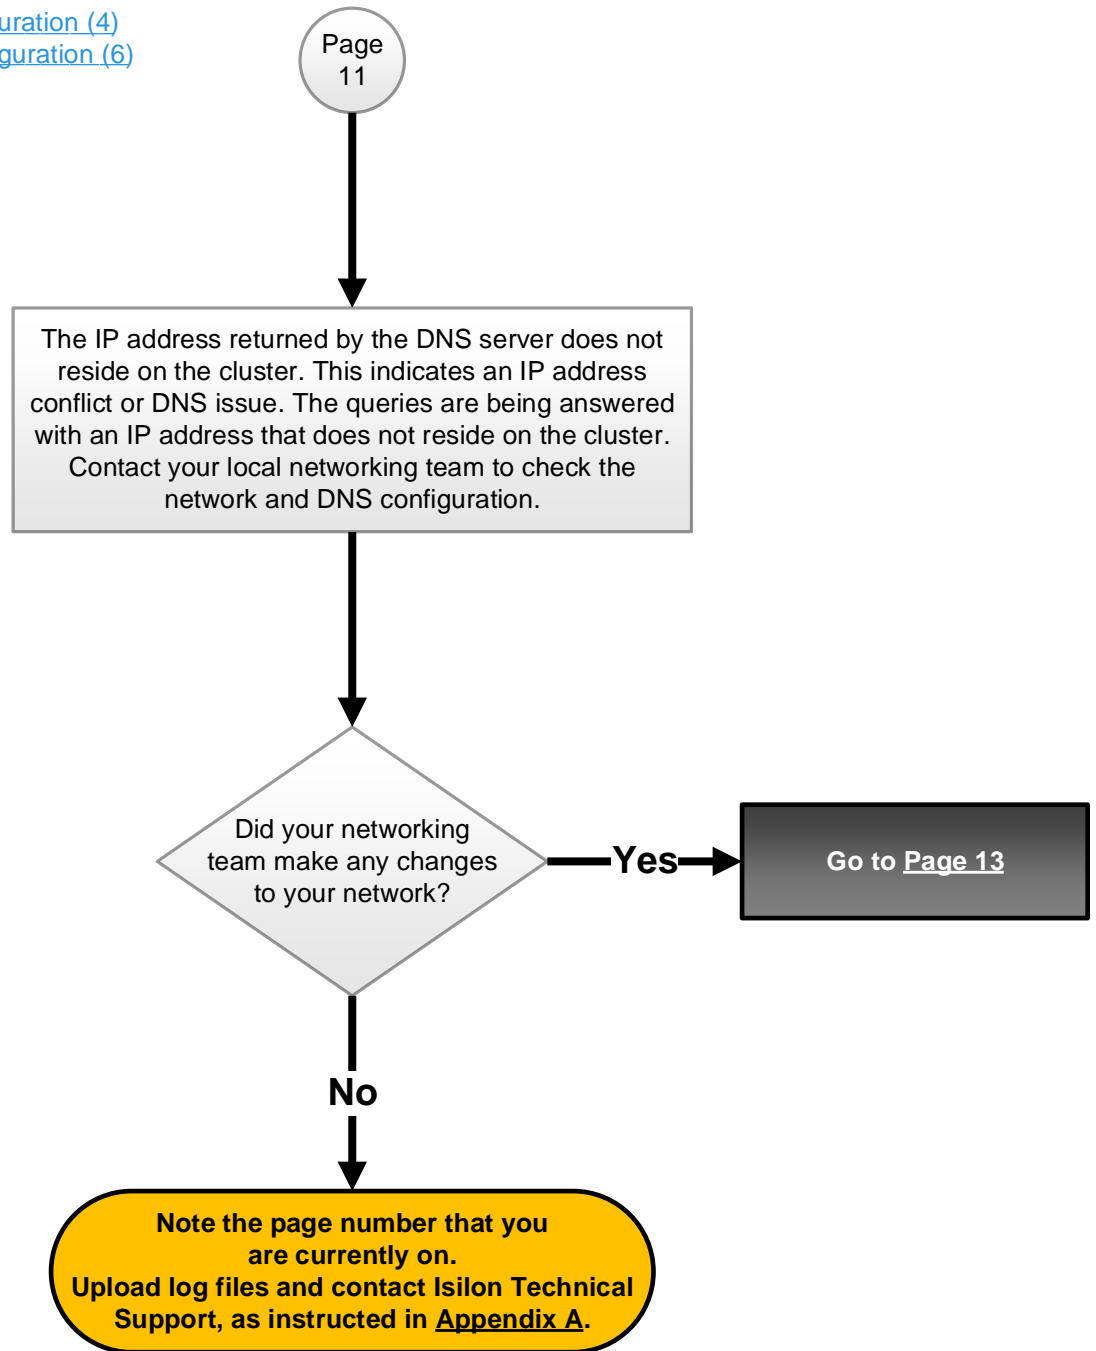 (4)
(6)
Page
11
The IP address returned by the DNS server does not
reside on the cluster. This indicates an IP address
conflict or DNS issue. The queries are being answered
with an IP address that does not reside on the cluster.
Contact your local networking team to check the
network and DNS configuration.
Did your networking
team make any changes
to your network?
Yes
Go to Page 13
No
Note the page number that you
are currently on.
Upload log files and contact Isilon Technical
Support, as instructed in Appendix A.